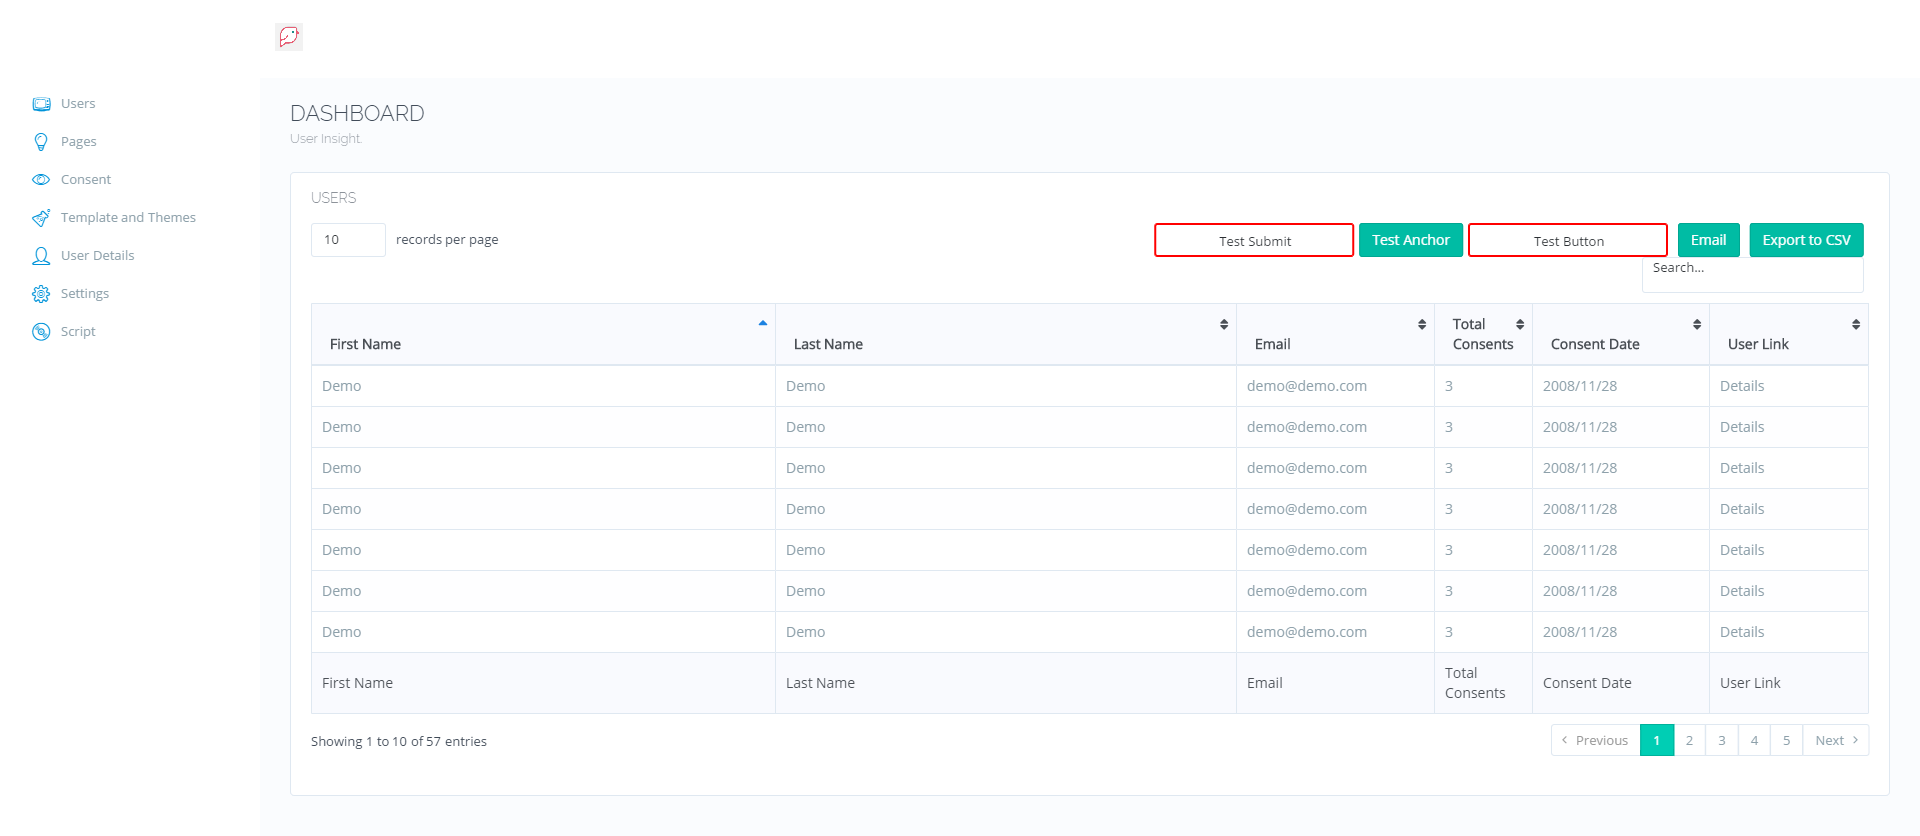 DASHBOARD
User Insight.
Users
Pages
Consent
Template and Themes
User Details
Settings
Script
USERS
10 records per page
Test Submit Test Anchor Test Button Email Export to CSV
Search...
First Name Last Name Email Total Consents Consent Date User Link
Demo Demo demo@demo.com 3 2008/11/28 Details
Demo Demo demo@demo.com 3 2008/11/28 Details
Demo Demo demo@demo.com 3 2008/11/28 Details
Demo Demo demo@demo.com 3 2008/11/28 Details
Demo Demo demo@demo.com 3 2008/11/28 Details
Demo Demo demo@demo.com 3 2008/11/28 Details
Demo Demo demo@demo.com 3 2008/11/28 Details
First Name Last Name Email Total Consents Consent Date User Link
Showing 1 to 10 of 57 entries
Previous 1 2 3 4 5 Next